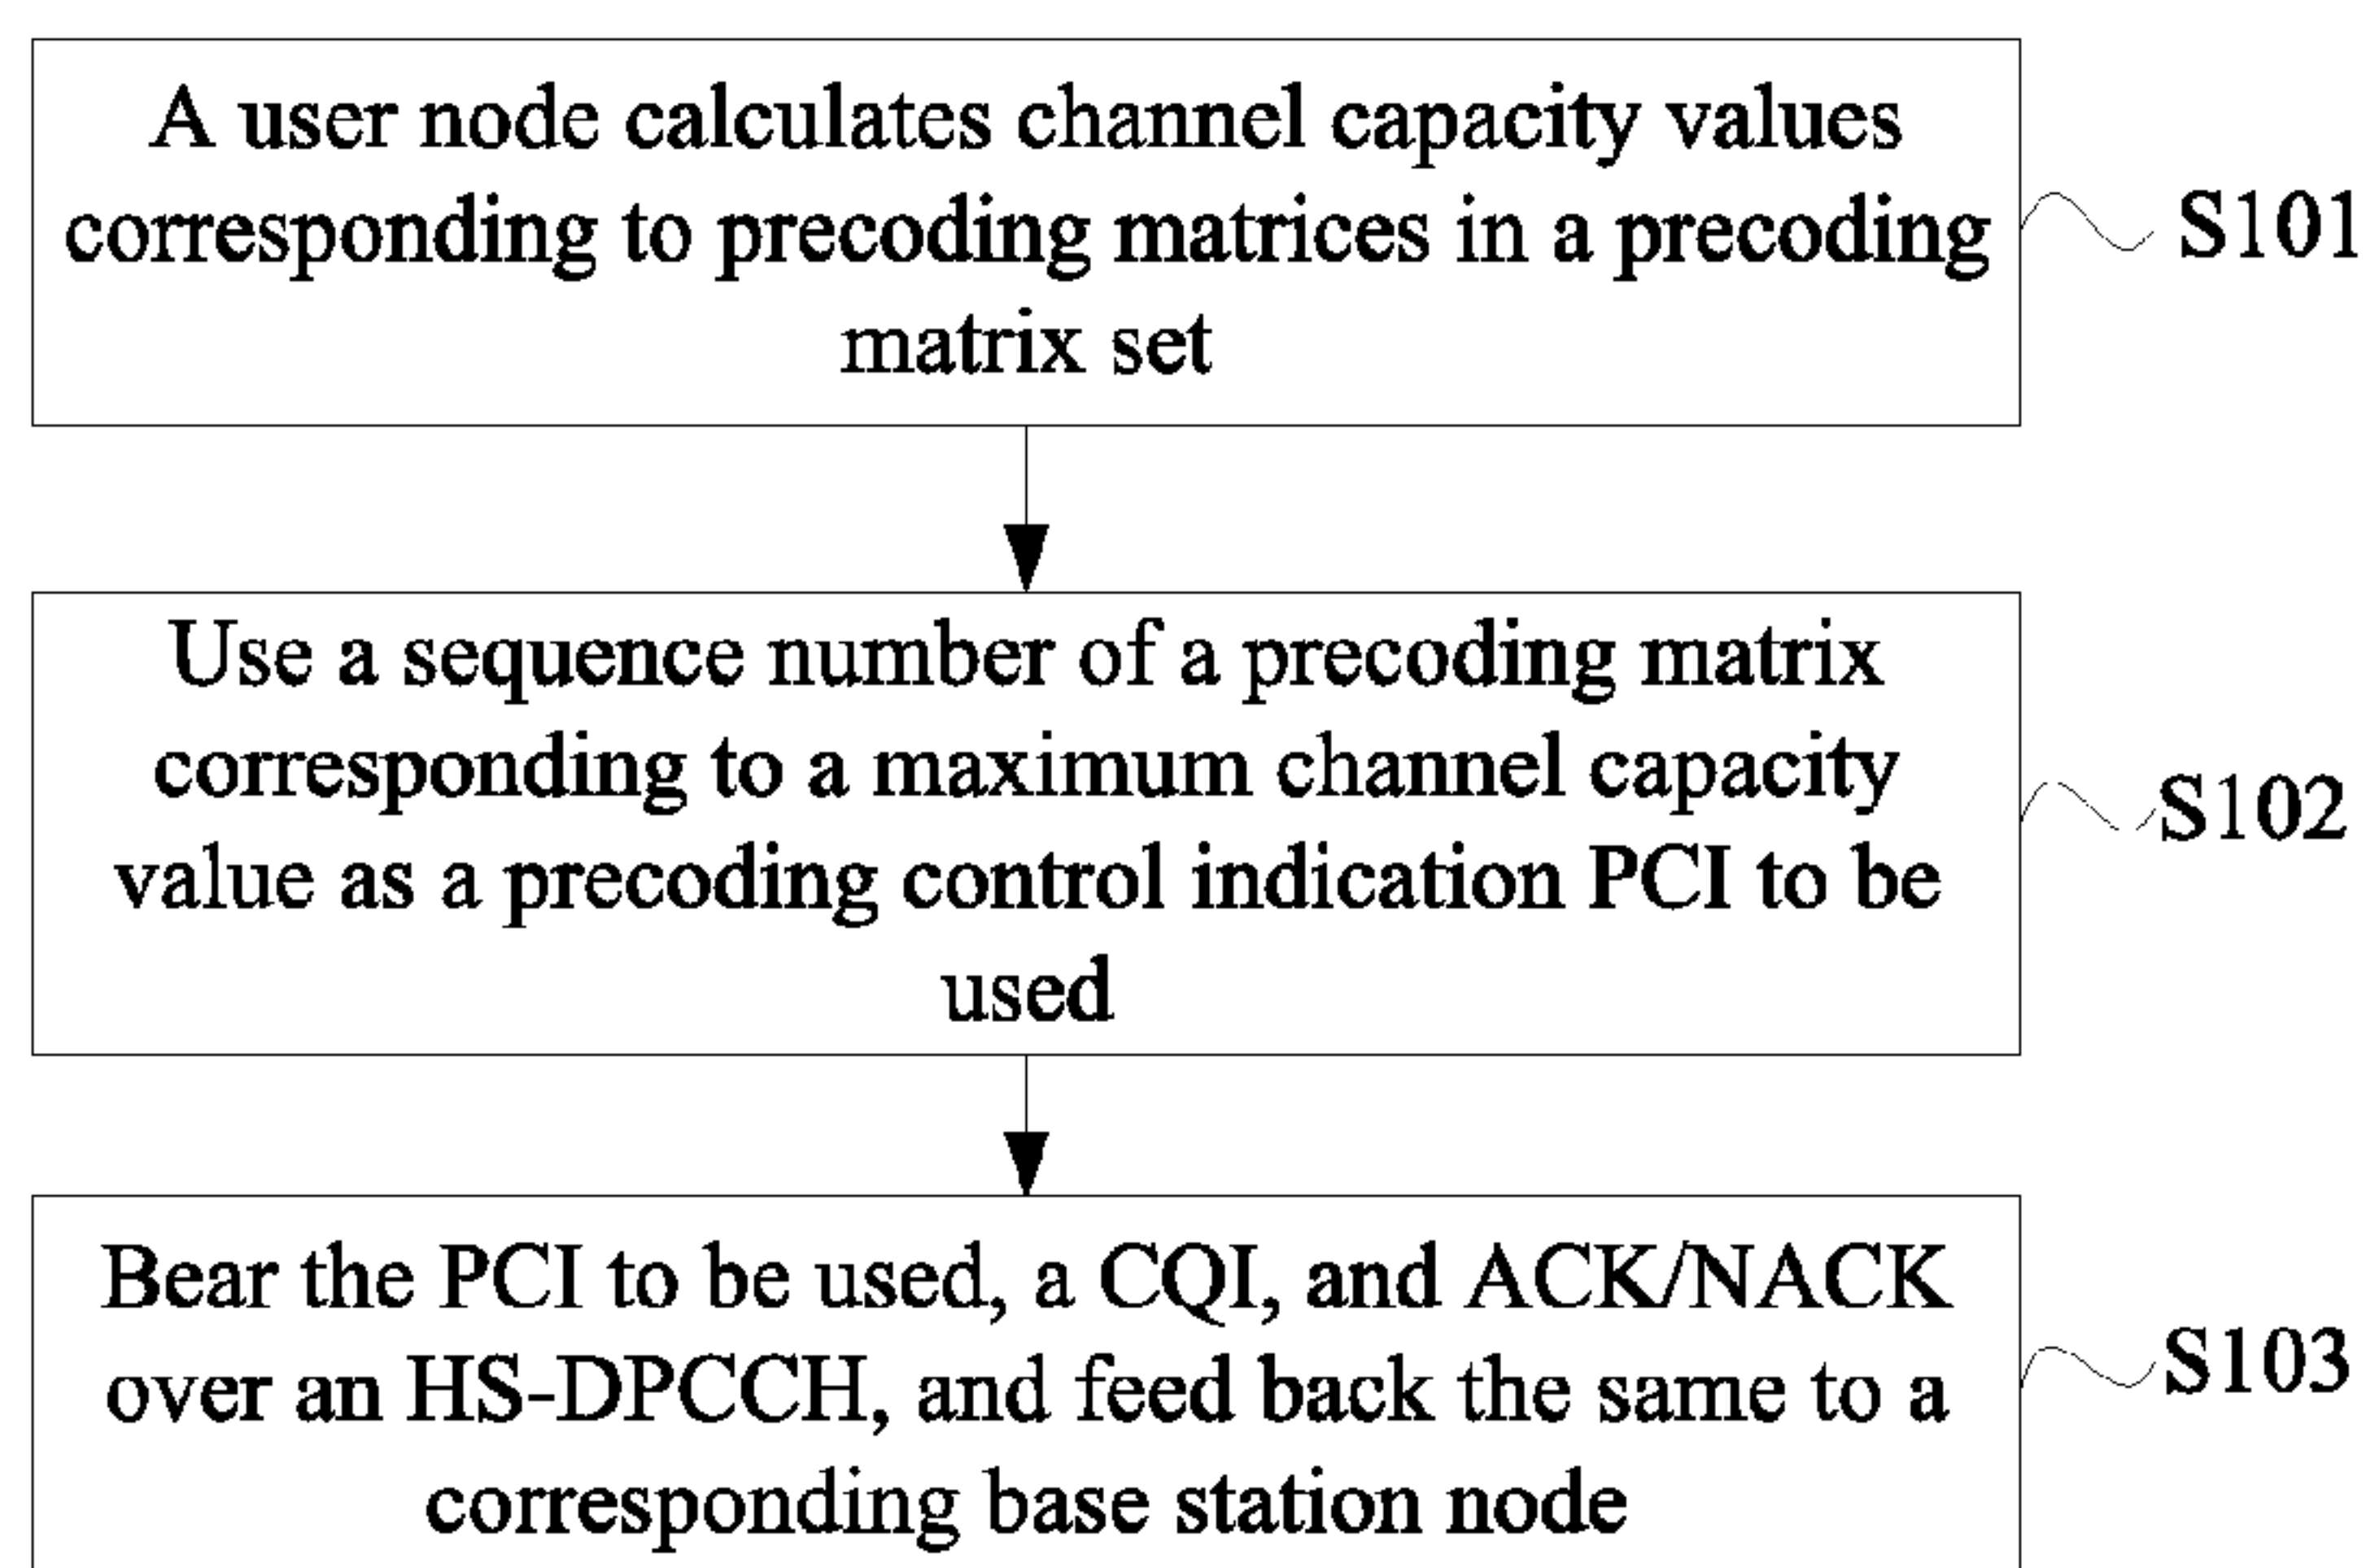 A user node calculates channel capacity values
corresponding to precoding matrices in a precoding
matrix set
S101
Use a sequence number of a precoding matrix
corresponding to a maximum channel capacity
value as a precoding control indication PCI to be
used
S102
Bear the PCI to be used, a CQI, and ACK/NACK
over an HS-DPCCH, and feed back the same to a
corresponding base station node
S103